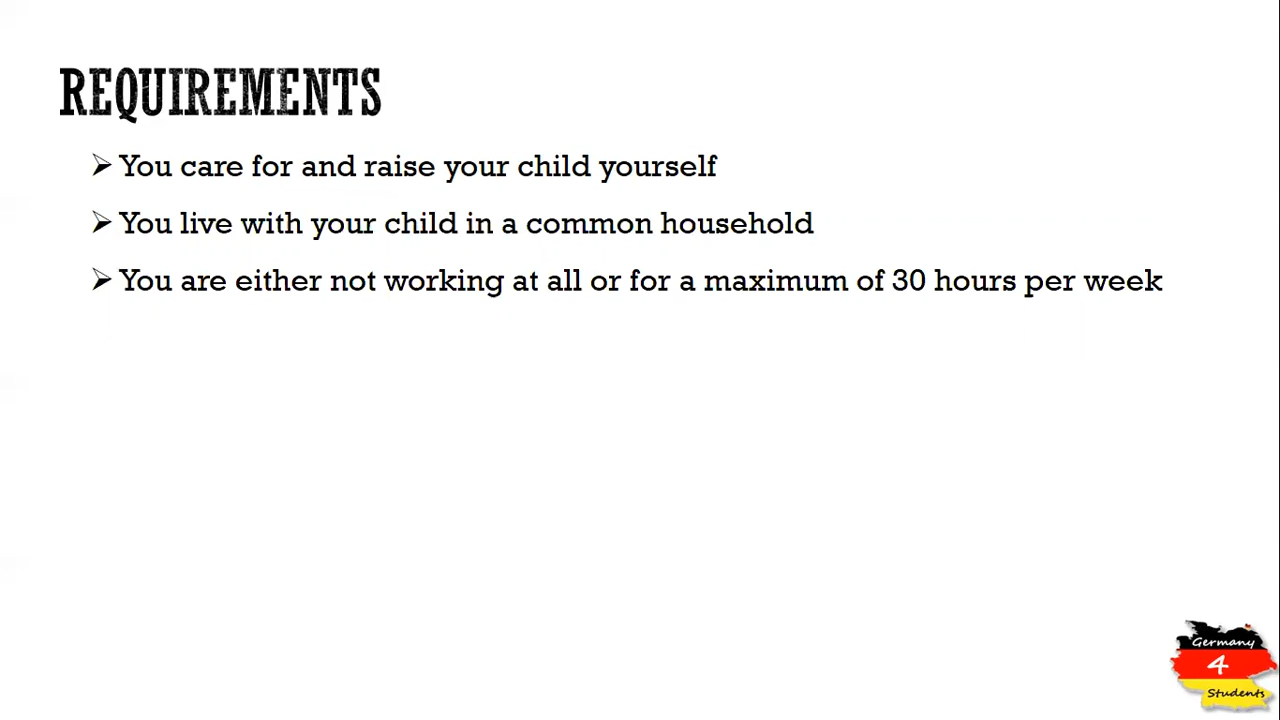 REQUIREMENTS
You care for and raise your child yourself
You live with your child in a common household
You are either not working at all or for a maximum of 30 hours per week
Germany
4
Students